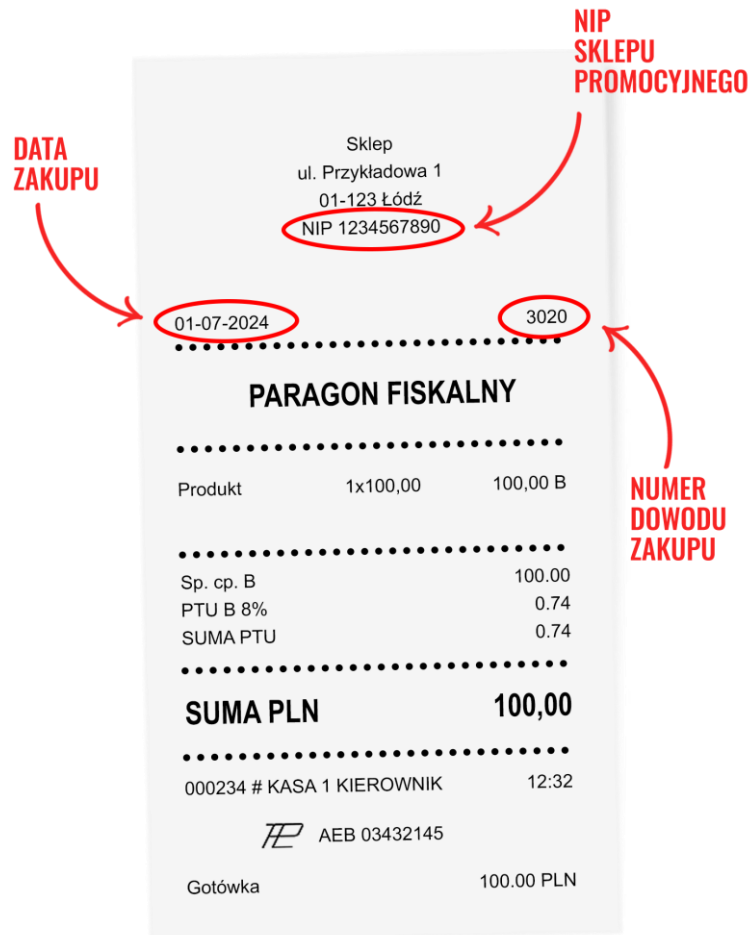 NIP
SKLEPU
PROMOCYJNEGO
DATA
ZAKUPU
Sklep
ul. Przykładowa 1
01-123 Łódź
NIP 1234567890
01-07-2024 3020
PARAGON FISKALNY
Produkt 1x100,00 100,00 B
NUMER
DOWODU
ZAKUPU
Sp. cp. B 100.00
PTU B 8% 0.74
SUMA PTU 0.74
SUMA PLN 100,00
000234 # KASA 1 KIEROWNIK 12:32
AEB 03432145
Gotówka 100.00 PLN